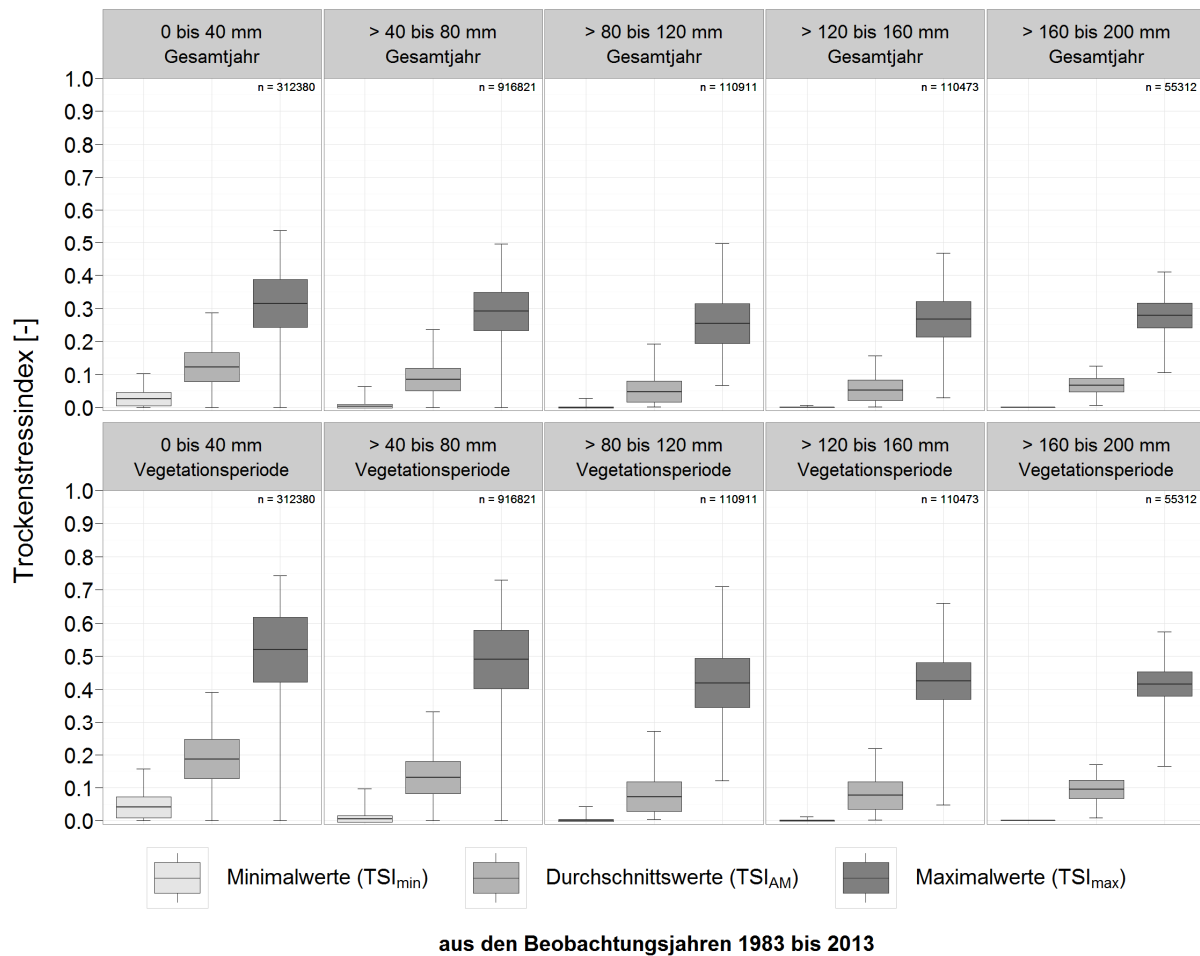 0 bis 40 mm
Gesamtjahr
> 40 bis 80 mm
Gesamtjahr
> 80 bis 120 mm
Gesamtjahr
> 120 bis 160 mm
Gesamtjahr
> 160 bis 200 mm
Gesamtjahr
n = 312380
n = 916821
n = 110911
n = 110473
n = 55312
1.0
0.9
0.8
0.7
0.6
0.5
0.4
0.3
0.2
0.1
0.0
Trockenstressindex [-]
0 bis 40 mm
Vegetationsperiode
> 40 bis 80 mm
Vegetationsperiode
> 80 bis 120 mm
Vegetationsperiode
> 120 bis 160 mm
Vegetationsperiode
> 160 bis 200 mm
Vegetationsperiode
n = 312380
n = 916821
n = 110911
n = 110473
n = 55312
1.0
0.9
0.8
0.7
0.6
0.5
0.4
0.3
0.2
0.1
0.0
Minimalwerte (TSImin)
Durchschnittswerte (TSIAM)
Maximalwerte (TSImax)
aus den Beobachtungsjahren 1983 bis 2013